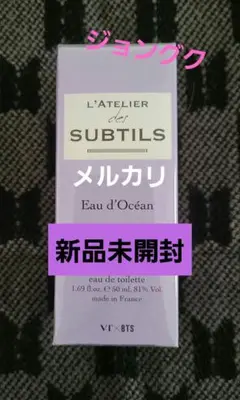 ジョングク
L'ATELIER
des
SUBTILS
メルカリ
Eau d'Océan
新品未開封
eau de toilette
1.69 fl.oz. ℮ 50 ml. 81% Vol.
made in France
VT × BTS